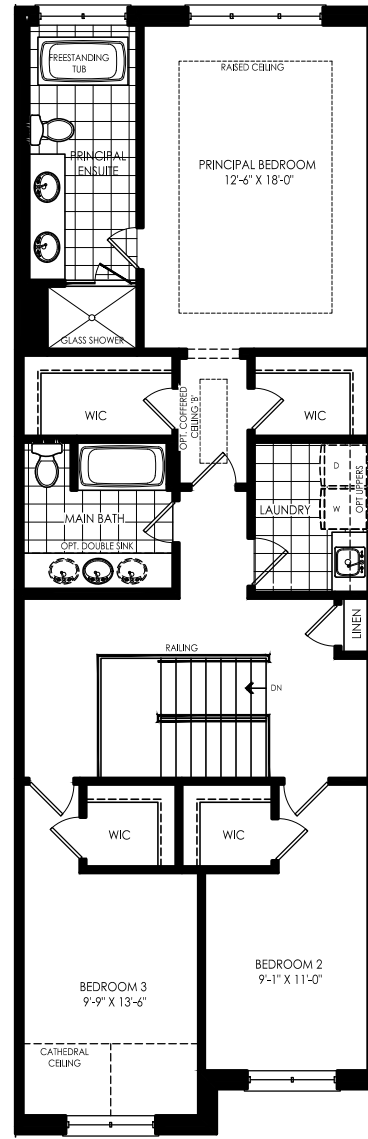 FREESTANDING
TUB
RAISED CEILING
PRINCIPAL
ENSUITE
PRINCIPAL BEDROOM
12'-6" X 18'-0"
GLASS SHOWER
WIC
OPT. COFFERED
CEILING 'B'
WIC
D
W
OPT UPPERS
LAUNDRY
MAIN BATH
OPT. DOUBLE SINK
LINEN
RAILING
DN
WIC
WIC
BEDROOM 2
9'-1" X 11'-0"
BEDROOM 3
9'-9" X 13'-6"
CATHEDRAL
CEILING